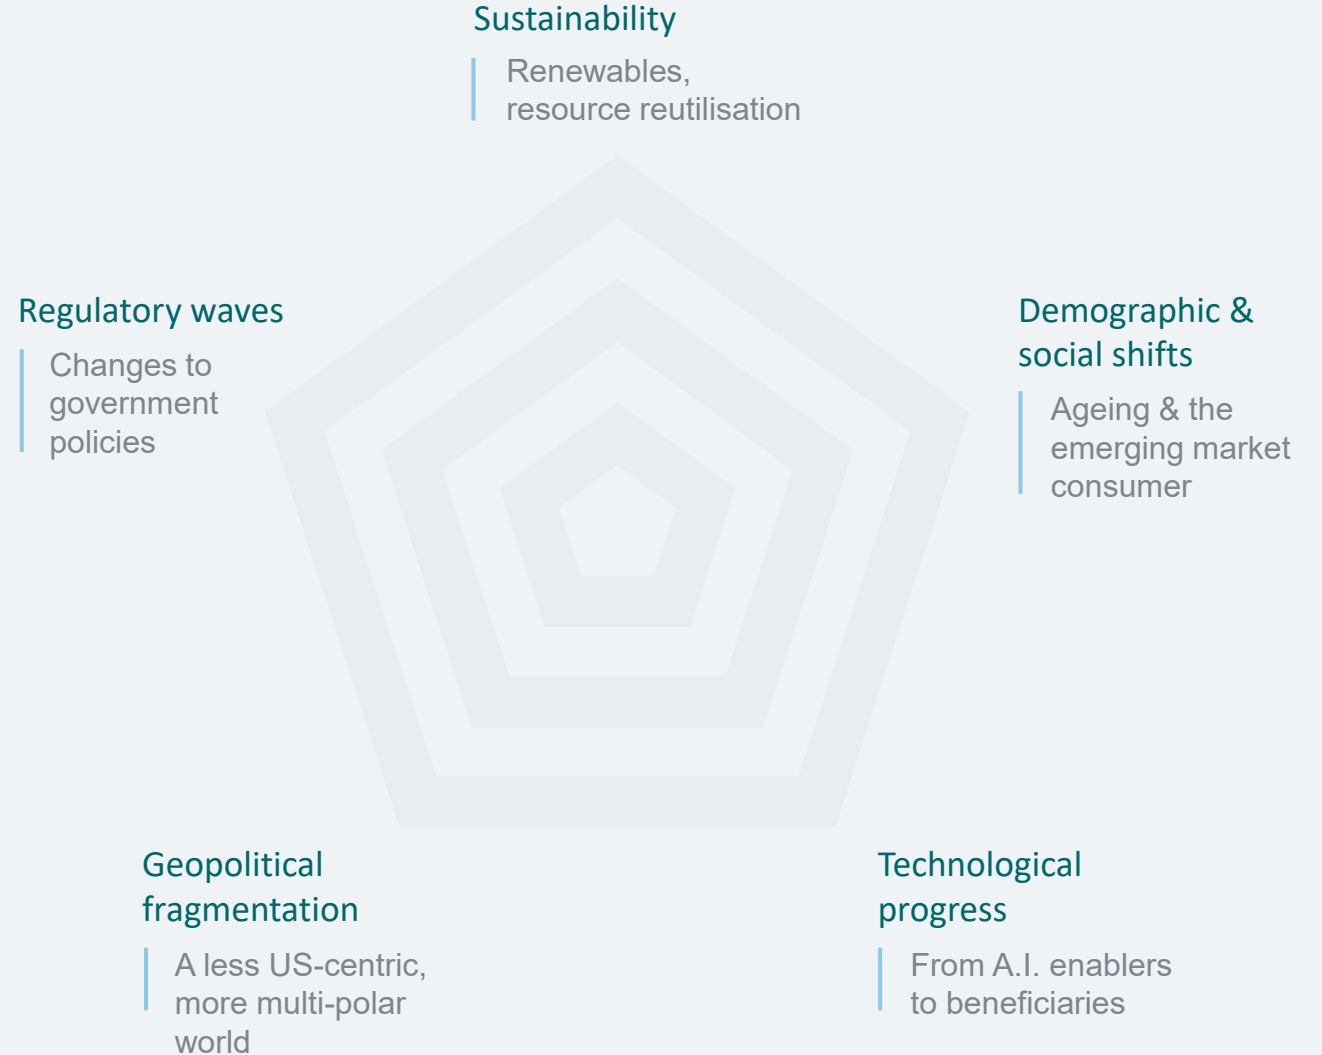 Sustainability
Renewables,
resource reutilisation
Regulatory waves
Changes to
government
policies
Demographic &
social shifts
Ageing & the
emerging market
consumer
Geopolitical
fragmentation
A less US-centric,
more multi-polar
world
Technological
progress
From A.I. enablers
to beneficiaries